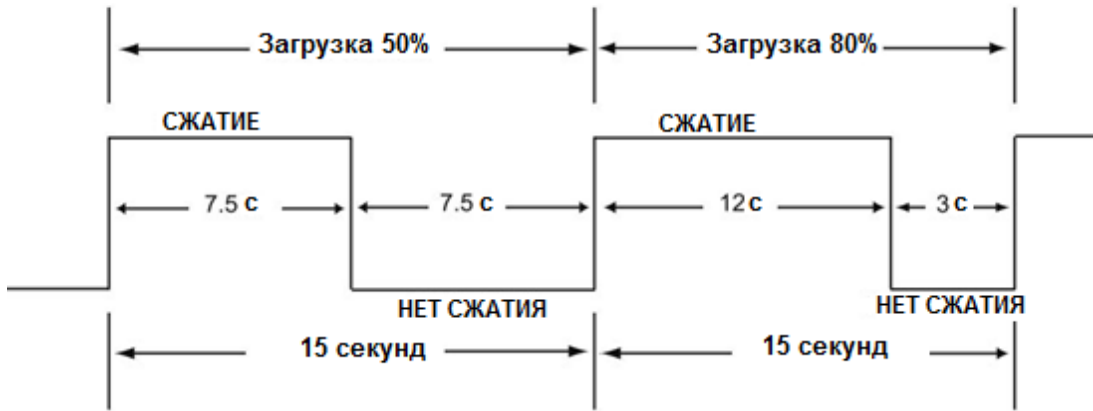 Загрузка 50%
Загрузка 80%
СЖАТИЕ
СЖАТИЕ
7.5 с
7.5 с
12 с
3 с
НЕТ СЖАТИЯ
НЕТ СЖАТИЯ
15 секунд
15 секунд